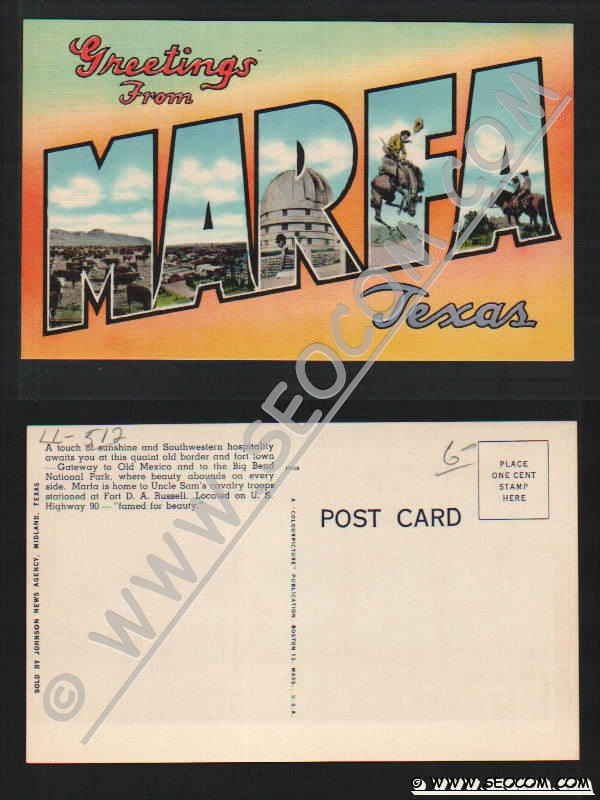 Greetings
From
MARFA
Texas
© WWW.SEOCOM.COM
LL-512
A touch of sunshine and Southwestern hospitality
awaits you at this quaint old border and fort town
— Gateway to Old Mexico and to the Big Bend
National Park, where beauty abounds on every
side. Marfa is home to Uncle Sam's cavalry troops
stationed at Fort D. A. Russell. Located on U. S.
Highway 90 — "famed for beauty."
SOLD BY JOHNSON NEWS AGENCY, MIDLAND, TEXAS
A "COLOURPICTURE" PUBLICATION, BOSTON 15, MASS., U.S.A.
6-
POST CARD
PLACE
ONE CENT
STAMP
HERE
© WWW.SEOCOM.COM